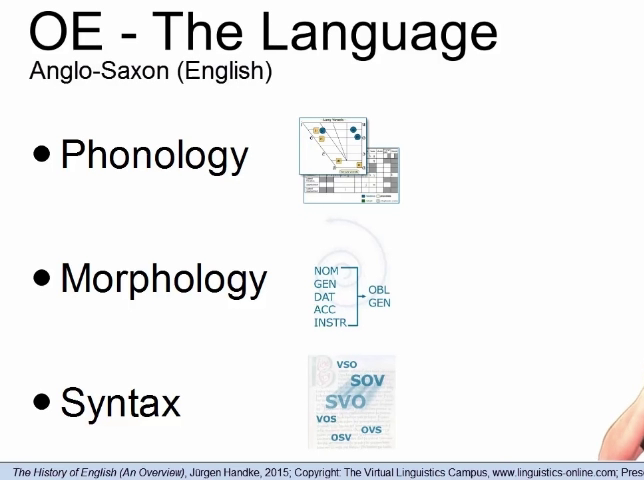 OE - The Language
Anglo-Saxon (English)
• Phonology
• Morphology
NOM
GEN
DAT
ACC
INSTR
OBL
GEN
• Syntax
VSO
SOV
SVO
VOS
OVS
OSV
The History of English (An Overview), Jürgen Handke, 2015; Copyright: The Virtual Linguistics Campus, www.linguistics-online.com; Pres